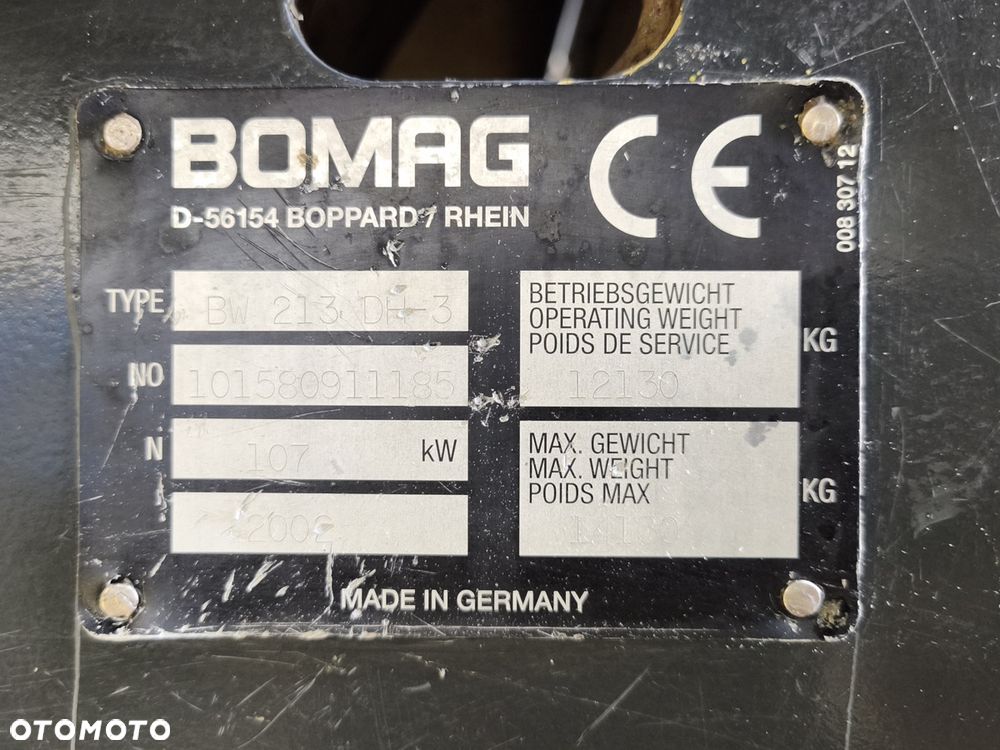 BOMAG
CE
D-56154 BOPPARD / RHEIN
008 307 12
TYPE BW 213 DH-3
NO 101580911185
N 107 kW
2002
BETRIEBSGEWICHT
OPERATING WEIGHT
POIDS DE SERVICE
12130 KG
MAX. GEWICHT
MAX. WEIGHT
POIDS MAX
KG
MADE IN GERMANY
OTOMOTO